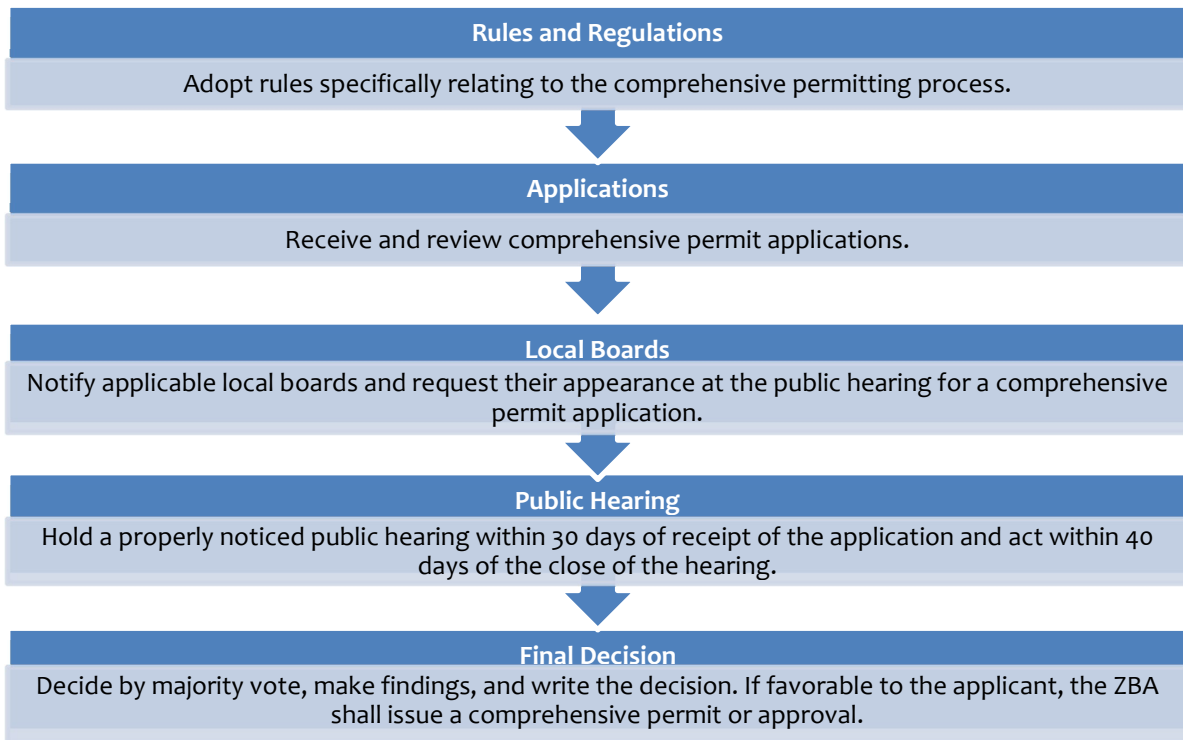 Rules and Regulations
Adopt rules specifically relating to the comprehensive permitting process.
Applications
Receive and review comprehensive permit applications.
Local Boards
Notify applicable local boards and request their appearance at the public hearing for a comprehensive
permit application.
Public Hearing
Hold a properly noticed public hearing within 30 days of receipt of the application and act within 40
days of the close of the hearing.
Final Decision
Decide by majority vote, make findings, and write the decision. If favorable to the applicant, the ZBA
shall issue a comprehensive permit or approval.